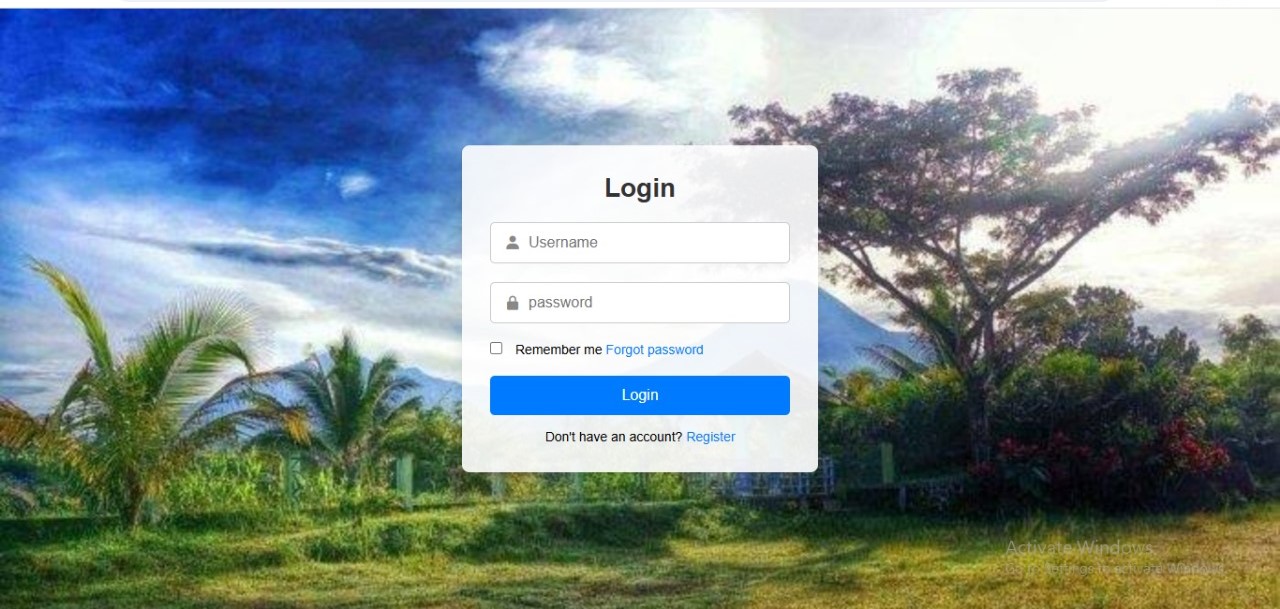 Login
Username
password
Remember me Forgot password
Login
Don't have an account? Register
Activate Windows
Go to Settings to activate Windows.